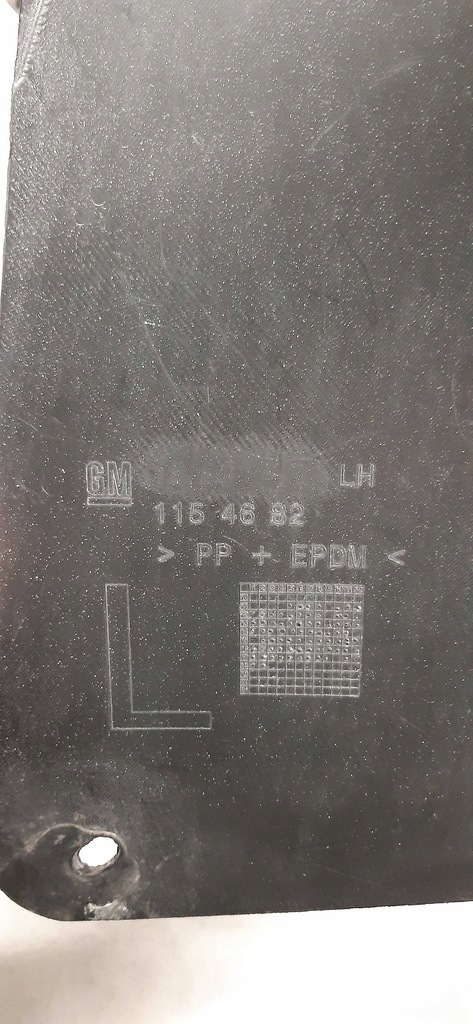 GM LH
115 46 82
> PP + EPDM <
L